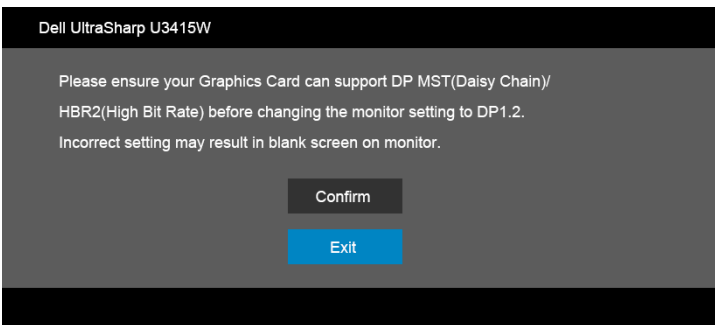 Dell UltraSharp U3415W
Please ensure your Graphics Card can support DP MST(Daisy Chain)/
HBR2(High Bit Rate) before changing the monitor setting to DP1.2.
Incorrect setting may result in blank screen on monitor.
Confirm
Exit